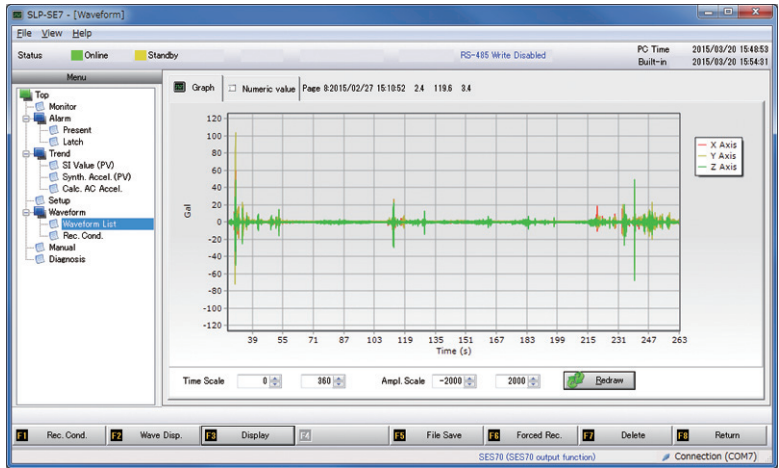 SLP-SE7 - [Waveform]
File View Help
Status Online Standby RS-485 Write Disabled PC Time 2015/03/20 15:48:53
Built-in 2015/03/20 15:54:31
Menu
Top
Monitor
Alarm
Present
Latch
Trend
SI Value (PV)
Synth. Accel. (PV)
Calc. AC Accel.
Setup
Waveform
Waveform List
Rec. Cond.
Manual
Diagnosis
Graph Numeric value Page 8:2015/02/27 15:10:52 2.4 119.6 3.4
120
100
80
60
40
20
0
-20
-40
-60
-80
-100
-120
Gal
X Axis
Y Axis
Z Axis
39 55 71 87 103 119 135 151 167 183 199 215 231 247 263
Time (s)
Time Scale 0 360 Ampl. Scale -2000 2000 Redraw
F1 Rec. Cond. F2 Wave Disp. F3 Display F4 F5 File Save F6 Forced Rec. F7 Delete F8 Return
SES70 (SES70 output function) Connection (COM7)